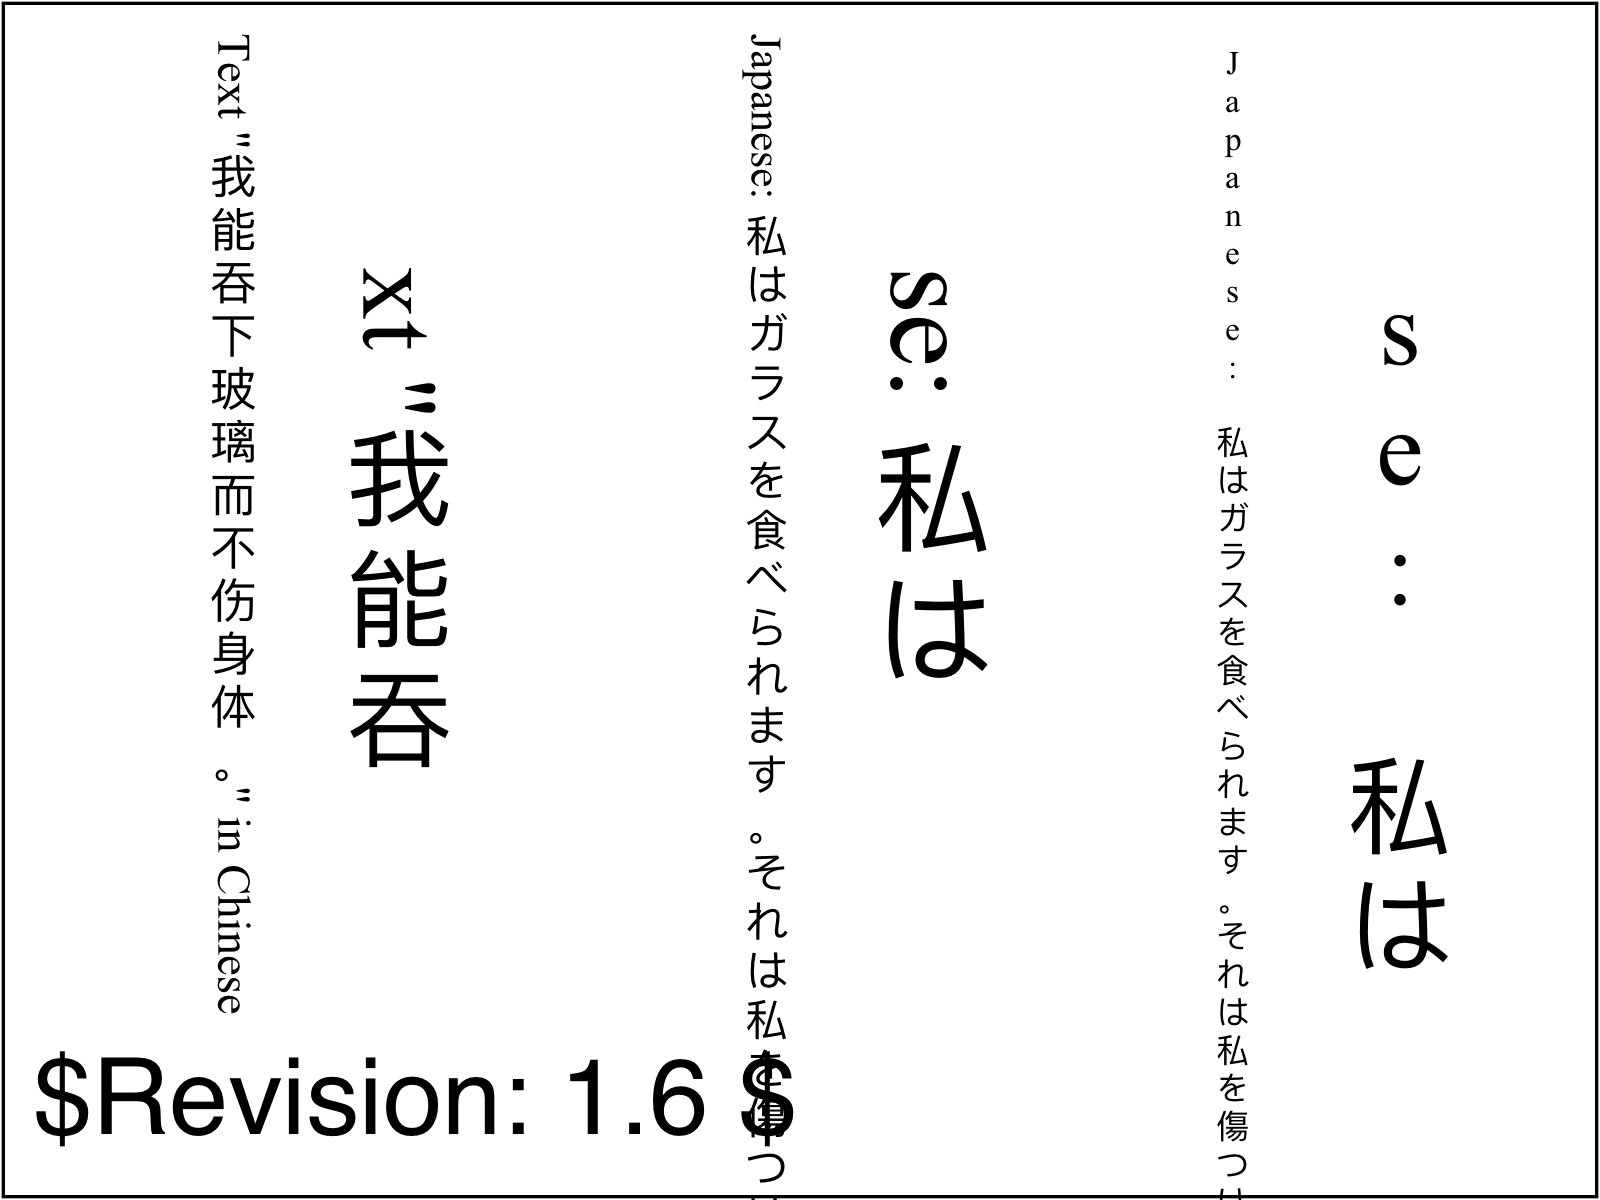 Text "我能吞下玻璃而不伤身体。" in Chinese
xt "我能吞
Japanese: 私はガラスを食べられます。それは私を傷つ
se: 私は
Japanese: 私はガラスを食べられます。それは私を傷つ
se: 私は
$Revision: 1.6 $